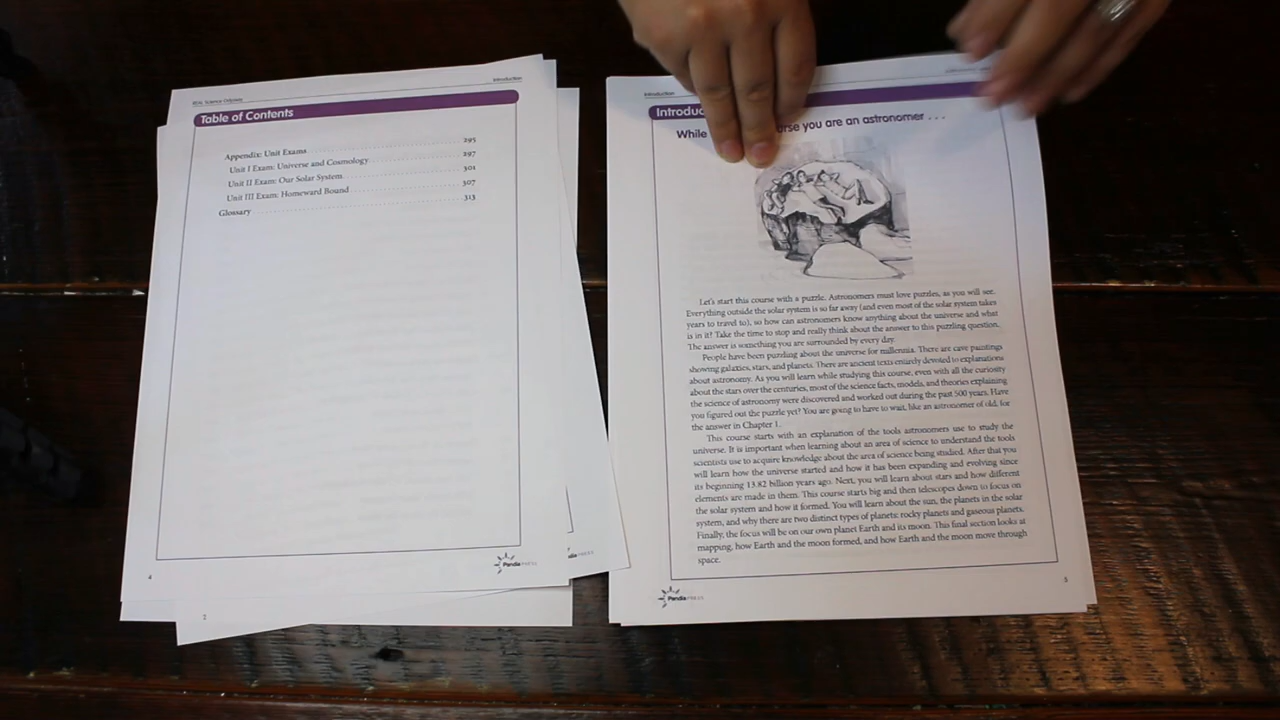 REAL Science Odyssey
Introduction
Table of Contents
Appendix: Unit Exams 295
Unit I Exam: Universe and Cosmology 297
Unit II Exam: Our Solar System 301
Unit III Exam: Homeward Bound 307
Glossary 313
4
Pandia PRESS
2
Introduction
Introduc
While you are an astronomer . . .
Let's start this course with a puzzle. Astronomers must love puzzles, as you will see.
Everything outside the solar system is so far away (and even most of the solar system takes
years to travel to), so how can astronomers know anything about the universe and what
is in it? Take the time to stop and really think about the answer to this puzzling question.
The answer is something you are surrounded by every day.
People have been puzzling about the universe for millennia. There are cave paintings
showing galaxies, stars, and planets. There are ancient texts entirely devoted to explanations
about astronomy. As you will learn while studying this course, even with all the curiosity
about the stars over the centuries, most of the science facts, models, and theories explaining
the science of astronomy were discovered and worked out during the past 500 years. Have
you figured out the puzzle yet? You are going to have to wait, like an astronomer of old, for
the answer in Chapter 1.
This course starts with an explanation of the tools astronomers use to study the
universe. It is important when learning about an area of science to understand the tools
scientists use to acquire knowledge about the area of science being studied. After that you
will learn how the universe started and how it has been expanding and evolving since
its beginning 13.82 billion years ago. Next, you will learn about stars and how different
elements are made in them. This course starts big and then telescopes down to focus on
the solar system and how it formed. You will learn about the sun, the planets in the solar
system, and why there are two distinct types of planets: rocky planets and gaseous planets.
Finally, the focus will be on our own planet Earth and its moon. This final section looks at
mapping, how Earth and the moon formed, and how Earth and the moon move through
space.
Pandia PRESS
5